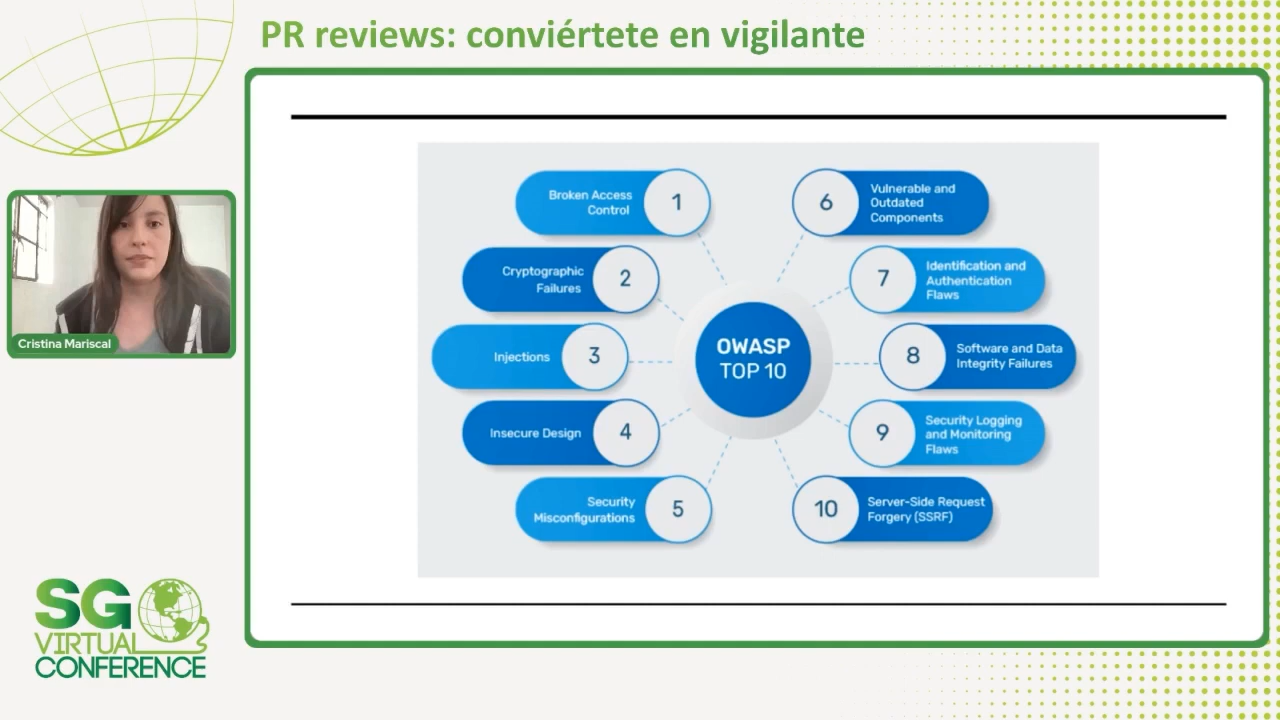 PR reviews: conviértete en vigilante
Cristina Mariscal
SG
VIRTUAL
CONFERENCE
Broken Access
Control
1
Cryptographic
Failures
2
Injections
3
Insecure Design
4
Security
Misconfigurations
5
OWASP
TOP 10
6
Vulnerable and
Outdated
Components
7
Identification and
Authentication
Flaws
8
Software and Data
Integrity Failures
9
Security Logging
and Monitoring
Flaws
10
Server-Side Request
Forgery (SSRF)